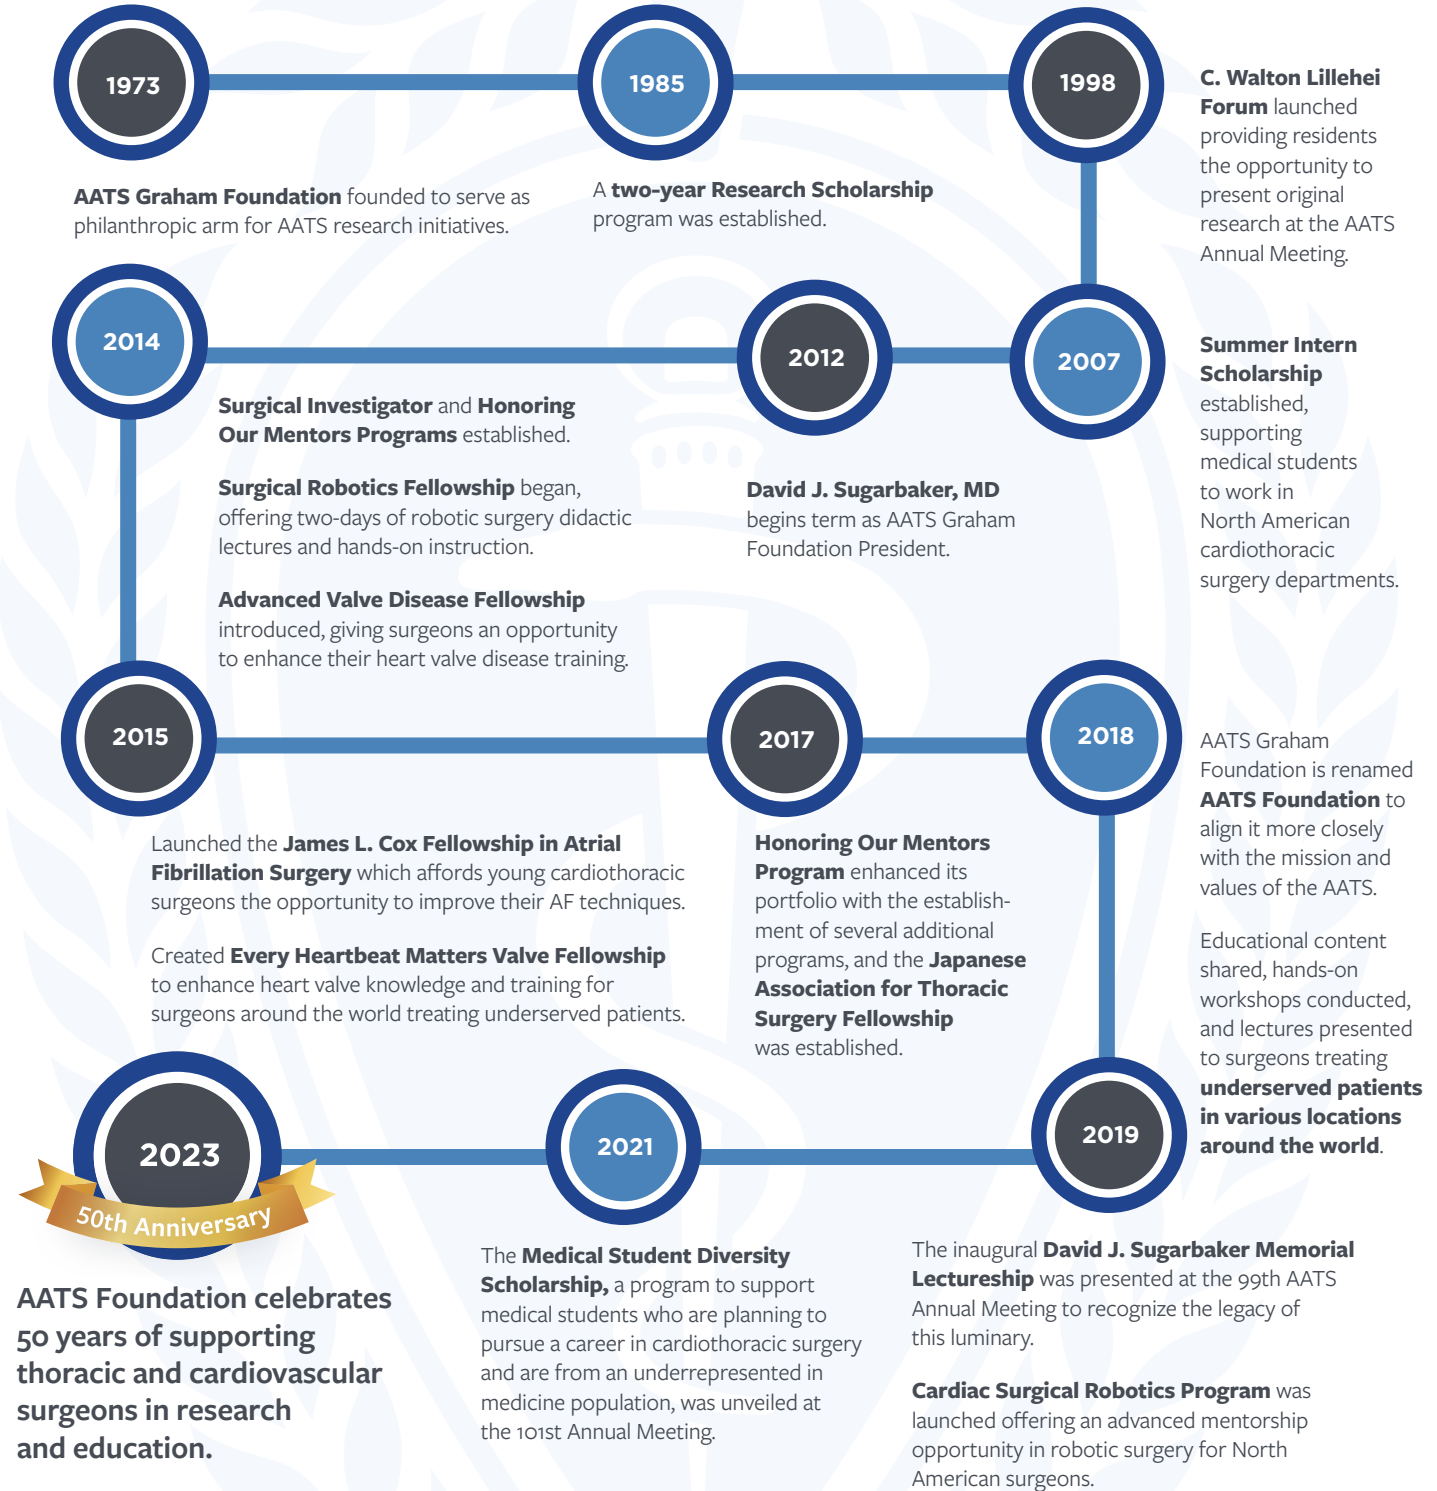 1973
AATS Graham Foundation founded to serve as
philanthropic arm for AATS research initiatives.
1985
A two-year Research Scholarship
program was established.
1998
C. Walton Lillehei
Forum launched
providing residents
the opportunity to
present original
research at the AATS
Annual Meeting.
2007
Summer Intern
Scholarship
established,
supporting
medical students
to work in
North American
cardiothoracic
surgery departments.
2012
David J. Sugarbaker, MD
begins term as AATS Graham
Foundation President.
2014
Surgical Investigator and Honoring
Our Mentors Programs established.
Surgical Robotics Fellowship began,
offering two-days of robotic surgery didactic
lectures and hands-on instruction.
Advanced Valve Disease Fellowship
introduced, giving surgeons an opportunity
to enhance their heart valve disease training.
2015
Launched the James L. Cox Fellowship in Atrial
Fibrillation Surgery which affords young cardiothoracic
surgeons the opportunity to improve their AF techniques.
Created Every Heartbeat Matters Valve Fellowship
to enhance heart valve knowledge and training for
surgeons around the world treating underserved patients.
2017
Honoring Our Mentors
Program enhanced its
portfolio with the establish-
ment of several additional
programs, and the Japanese
Association for Thoracic
Surgery Fellowship
was established.
2018
AATS Graham
Foundation is renamed
AATS Foundation to
align it more closely
with the mission and
values of the AATS.
Educational content
shared, hands-on
workshops conducted,
and lectures presented
to surgeons treating
underserved patients
in various locations
around the world.
2019
The inaugural David J. Sugarbaker Memorial
Lectureship was presented at the 99th AATS
Annual Meeting to recognize the legacy of
this luminary.
Cardiac Surgical Robotics Program was
launched offering an advanced mentorship
opportunity in robotic surgery for North
American surgeons.
2021
The Medical Student Diversity
Scholarship, a program to support
medical students who are planning to
pursue a career in cardiothoracic surgery
and are from an underrepresented in
medicine population, was unveiled at
the 101st Annual Meeting.
2023
50th Anniversary
AATS Foundation celebrates
50 years of supporting
thoracic and cardiovascular
surgeons in research
and education.